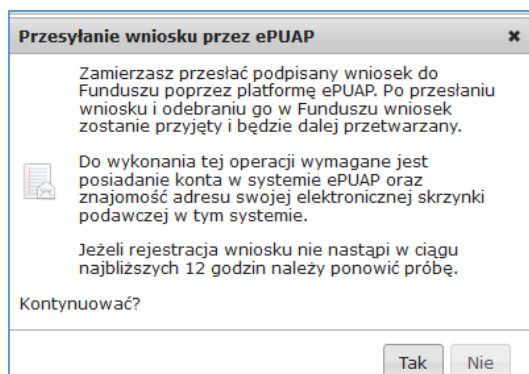 Przesyłanie wniosku przez ePUAP
Zamierzasz przesłać podpisany wniosek do
Funduszu poprzez platformę ePUAP. Po przesłaniu
wniosku i odebraniu go w Funduszu wniosek
zostanie przyjęty i będzie dalej przetwarzany.
Do wykonania tej operacji wymagane jest
posiadanie konta w systemie ePUAP oraz
znajomość adresu swojej elektronicznej skrzynki
podawczej w tym systemie.
Jeżeli rejestracja wniosku nie nastąpi w ciągu
najbliższych 12 godzin należy ponowić próbę.
Kontynuować?
Tak Nie